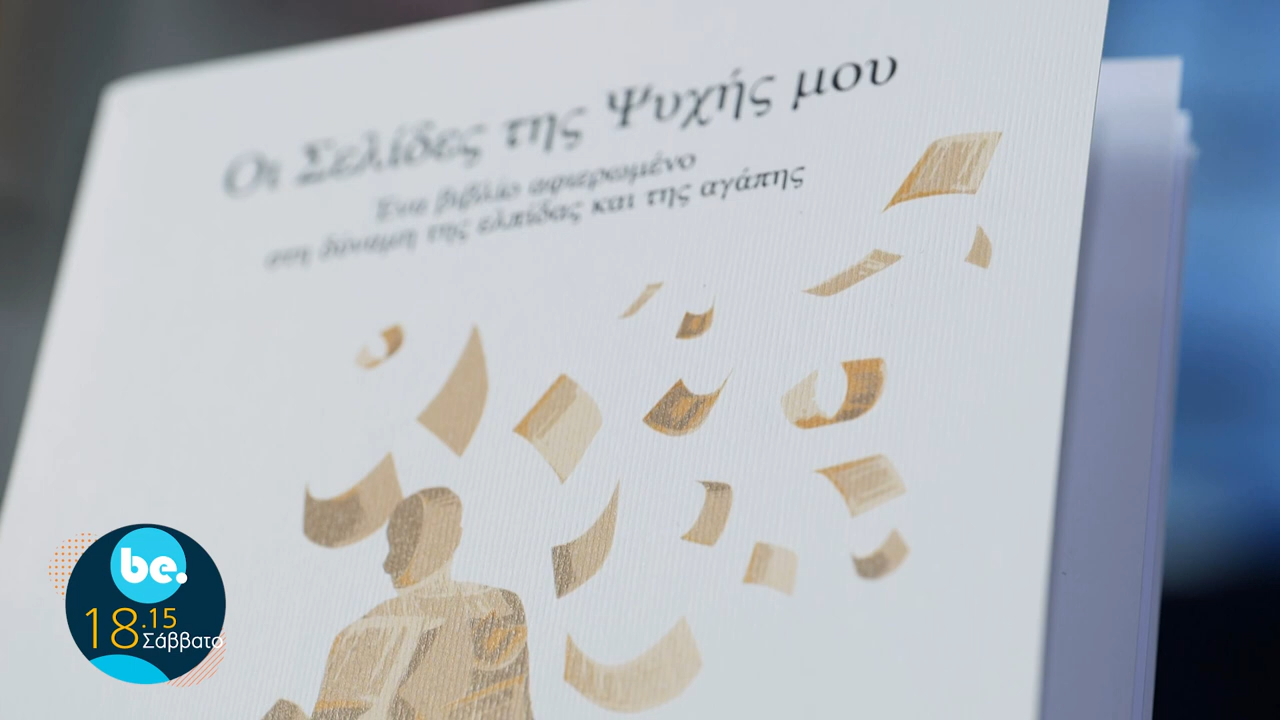 Οι Σελίδες της Ψυχής μου
Ένα βιβλίο αφιερωμένο
στη δύναμη της ελπίδας και της αγάπης
be.
18.15
Σάββατο